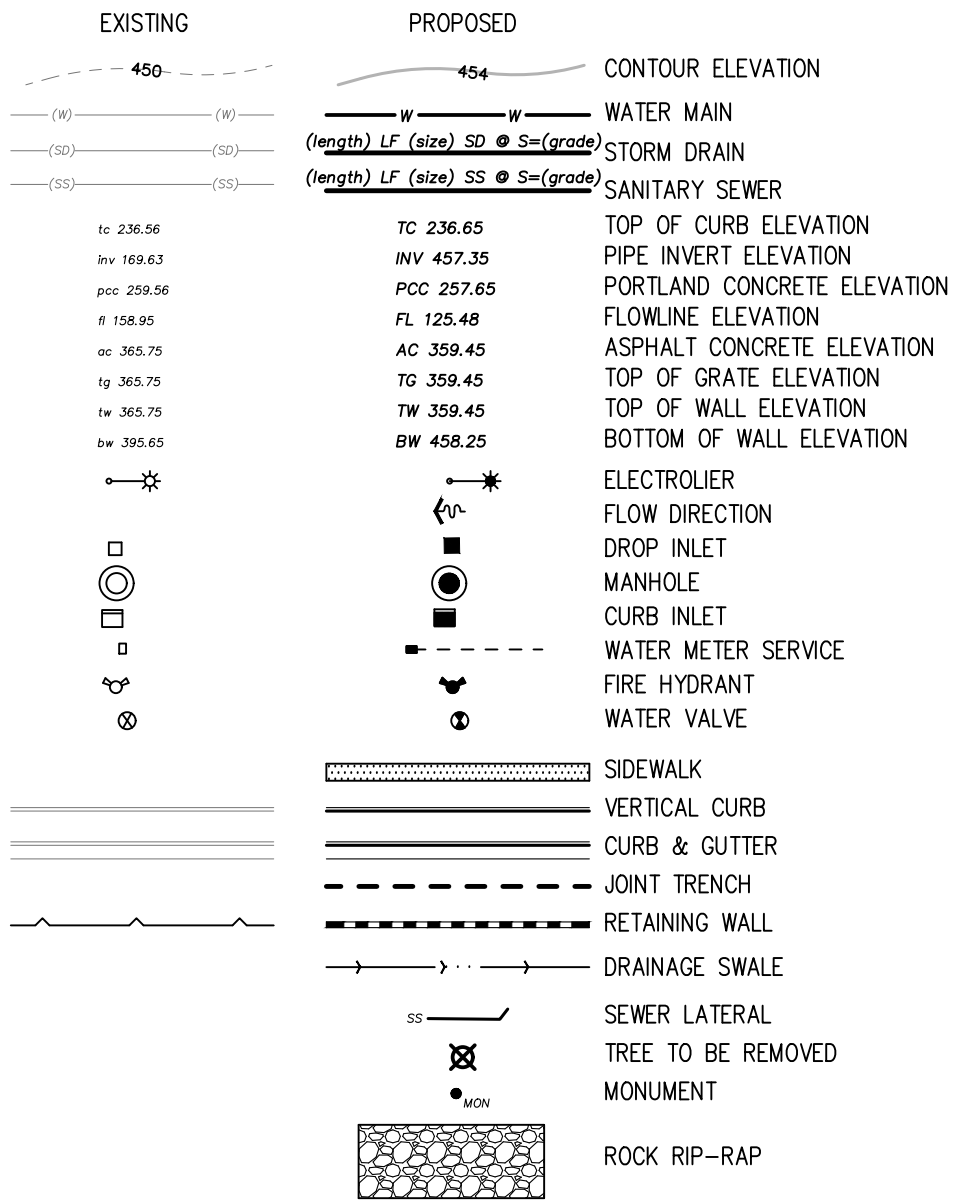 EXISTING PROPOSED
450 454 CONTOUR ELEVATION
(W) (W) W W WATER MAIN
(SD) (SD) (length) LF (size) SD @ S=(grade) STORM DRAIN
(SS) (SS) (length) LF (size) SS @ S=(grade) SANITARY SEWER
tc 236.56 TC 236.65 TOP OF CURB ELEVATION
inv 169.63 INV 457.35 PIPE INVERT ELEVATION
pcc 259.56 PCC 257.65 PORTLAND CONCRETE ELEVATION
fl 158.95 FL 125.48 FLOWLINE ELEVATION
ac 365.75 AC 359.45 ASPHALT CONCRETE ELEVATION
tg 365.75 TG 359.45 TOP OF GRATE ELEVATION
tw 365.75 TW 359.45 TOP OF WALL ELEVATION
bw 395.65 BW 458.25 BOTTOM OF WALL ELEVATION
ELECTROLIER
FLOW DIRECTION
DROP INLET
MANHOLE
CURB INLET
WATER METER SERVICE
FIRE HYDRANT
WATER VALVE
SIDEWALK
VERTICAL CURB
CURB & GUTTER
JOINT TRENCH
RETAINING WALL
DRAINAGE SWALE
SS SEWER LATERAL
TREE TO BE REMOVED
MON MONUMENT
ROCK RIP-RAP